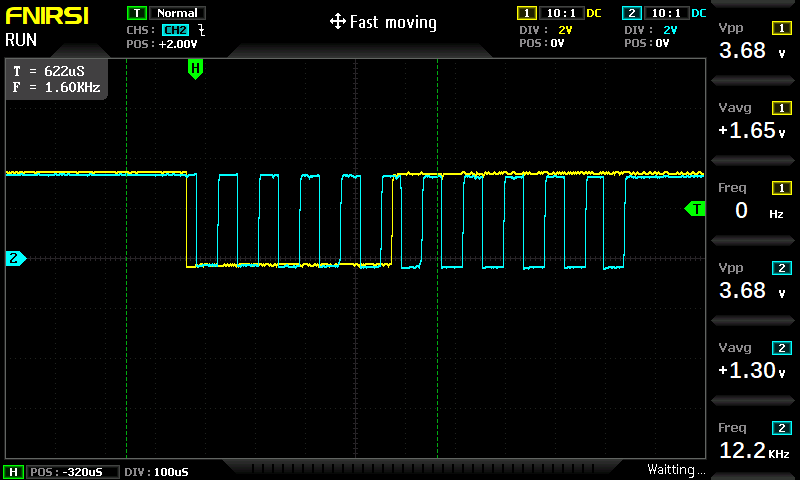 FNIRSI
RUN
T Normal
CHS: CH2
POS: +2.00V
Fast moving
1 10:1 DC
DIV: 2V
POS: 0V
2 10:1 DC
DIV: 2V
POS: 0V
T = 622uS
F = 1.60KHz
H
T
2
Vpp 1
3.68 V
Vavg 1
+1.65 V
Freq 1
0 Hz
Vpp 2
3.68 V
Vavg 2
+1.30 V
Freq 2
12.2 KHz
H POS: -320uS DIV: 100uS
Waitting...